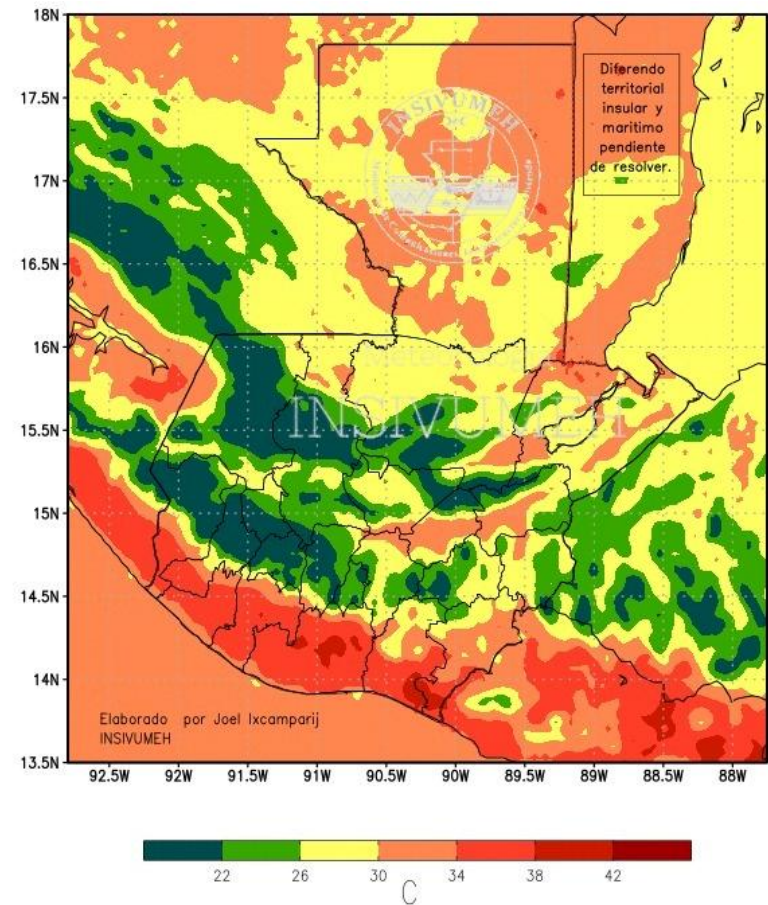 18N
17.5N
17N
16.5N
16N
15.5N
15N
14.5N
14N
13.5N
Diferendo
territorial
insular y
maritimo
pendiente
de resolver.
INSIVUMEH
INSIVUMEH
Elaborado por Joel Ixcamparij
INSIVUMEH
92.5W 92W 91.5W 91W 90.5W 90W 89.5W 89W 88.5W 88W
22 26 30 34 38 42
C